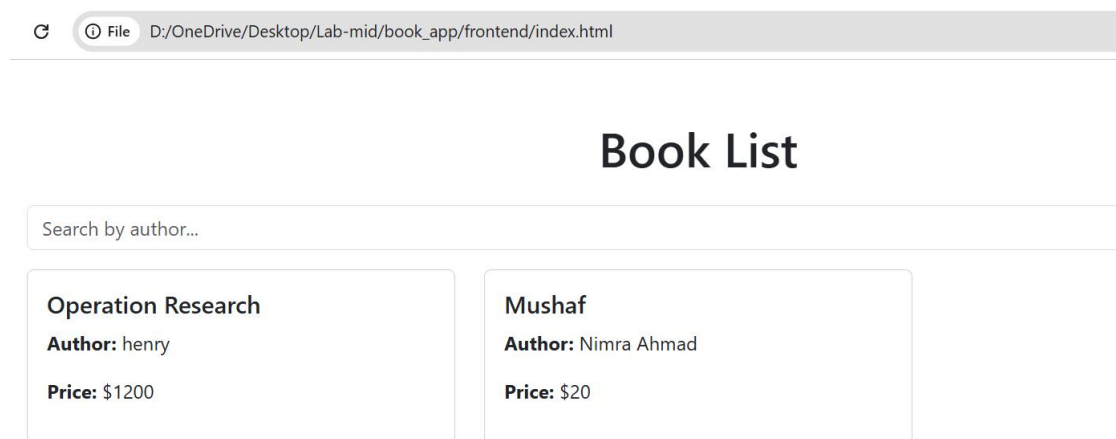 File D:/OneDrive/Desktop/Lab-mid/book_app/frontend/index.html
Book List
Search by author...
Operation Research
Author: henry
Price: $1200
Mushaf
Author: Nimra Ahmad
Price: $20